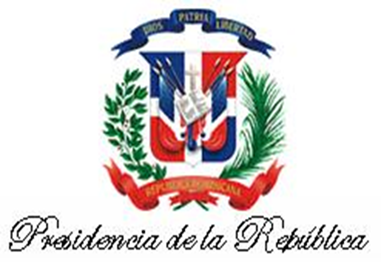 DIOS PATRIA LIBERTAD
REPUBLICA DOMINICANA
Presidencia de la República